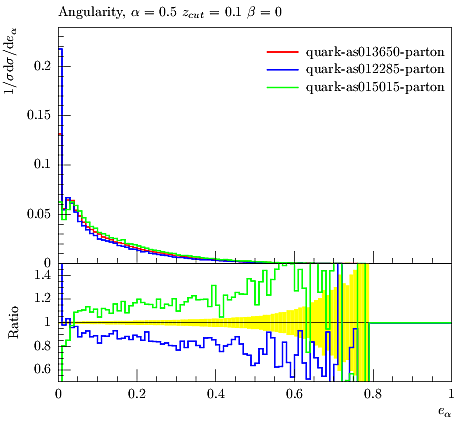 Angularity, α = 0.5 z_cut = 0.1 β = 0
1/σ dσ/de_α
quark-as013650-parton
quark-as012285-parton
quark-as015015-parton
0.2
0.15
0.1
0.05
0
Ratio
1.4
1.2
1
0.8
0.6
0 0.2 0.4 0.6 0.8 1
e_α